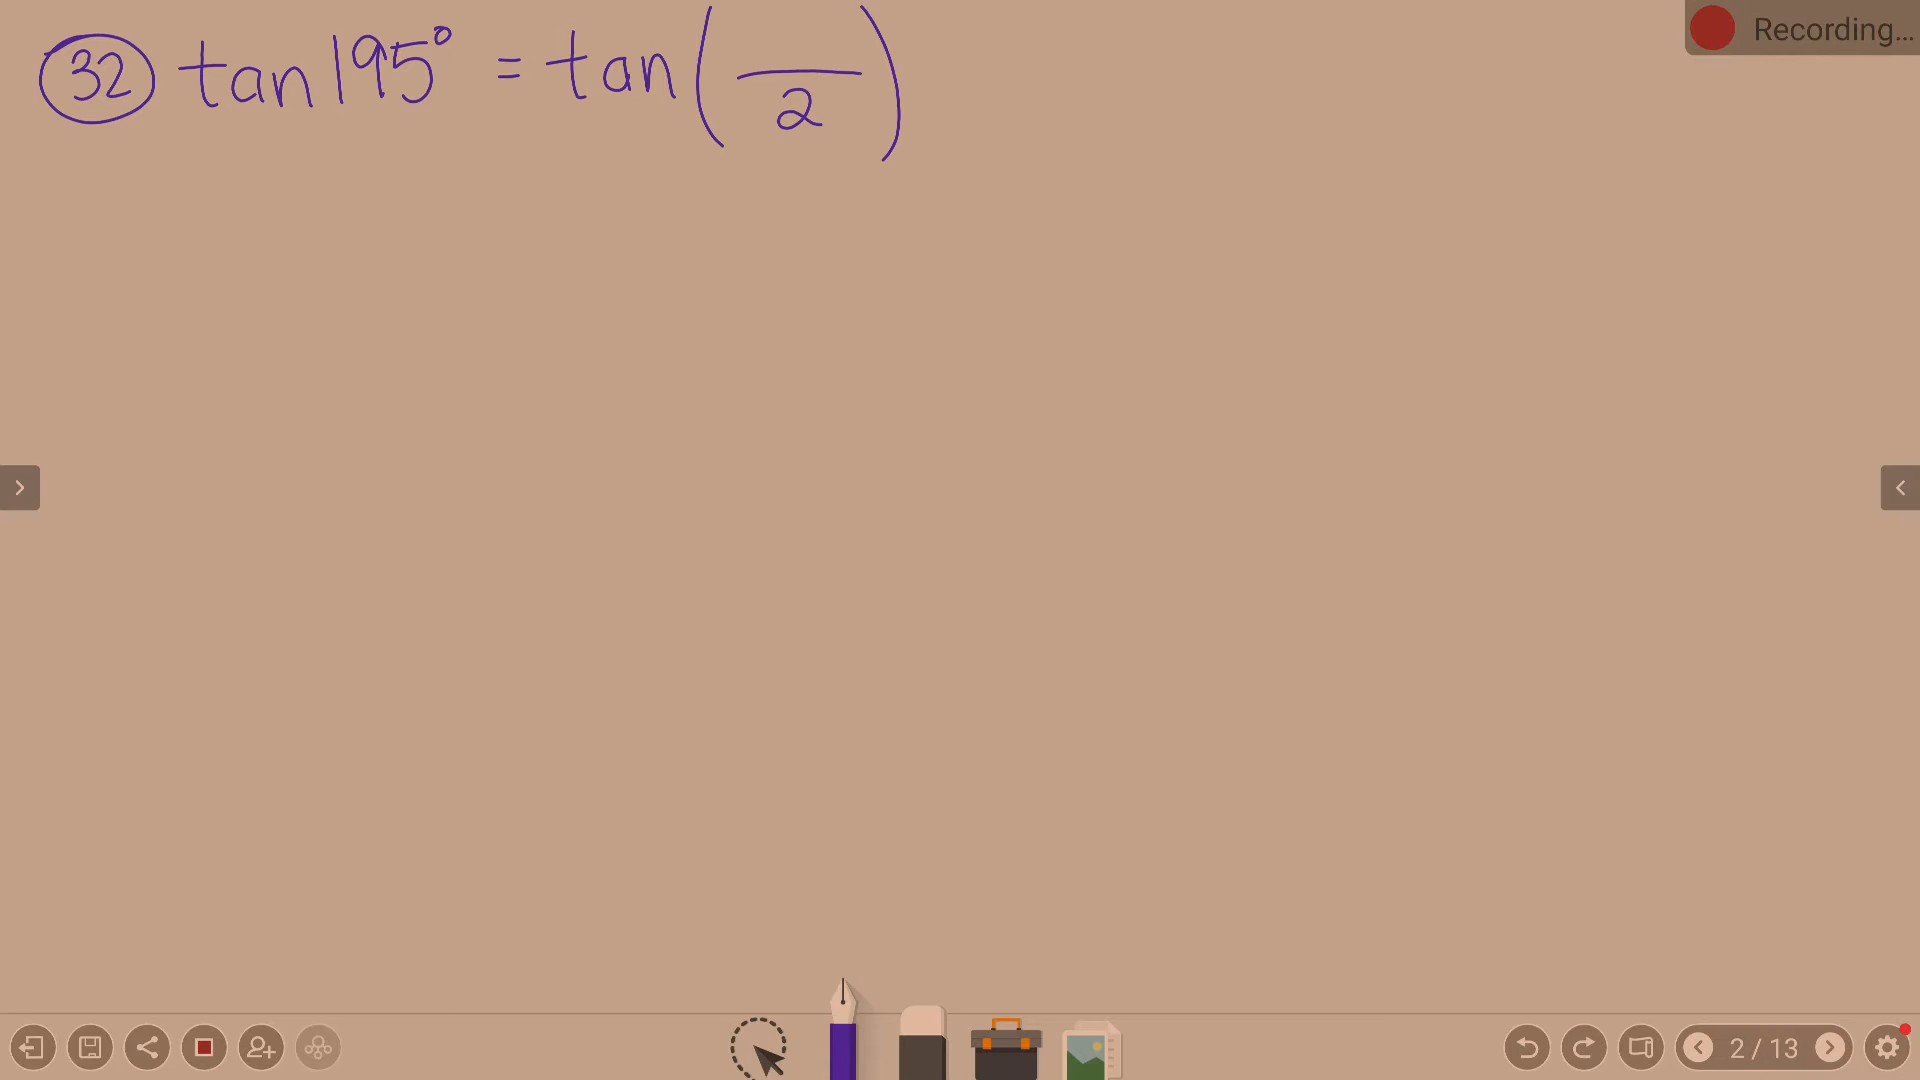 32 tan 195° = tan( /2)
Recording...
2 / 13